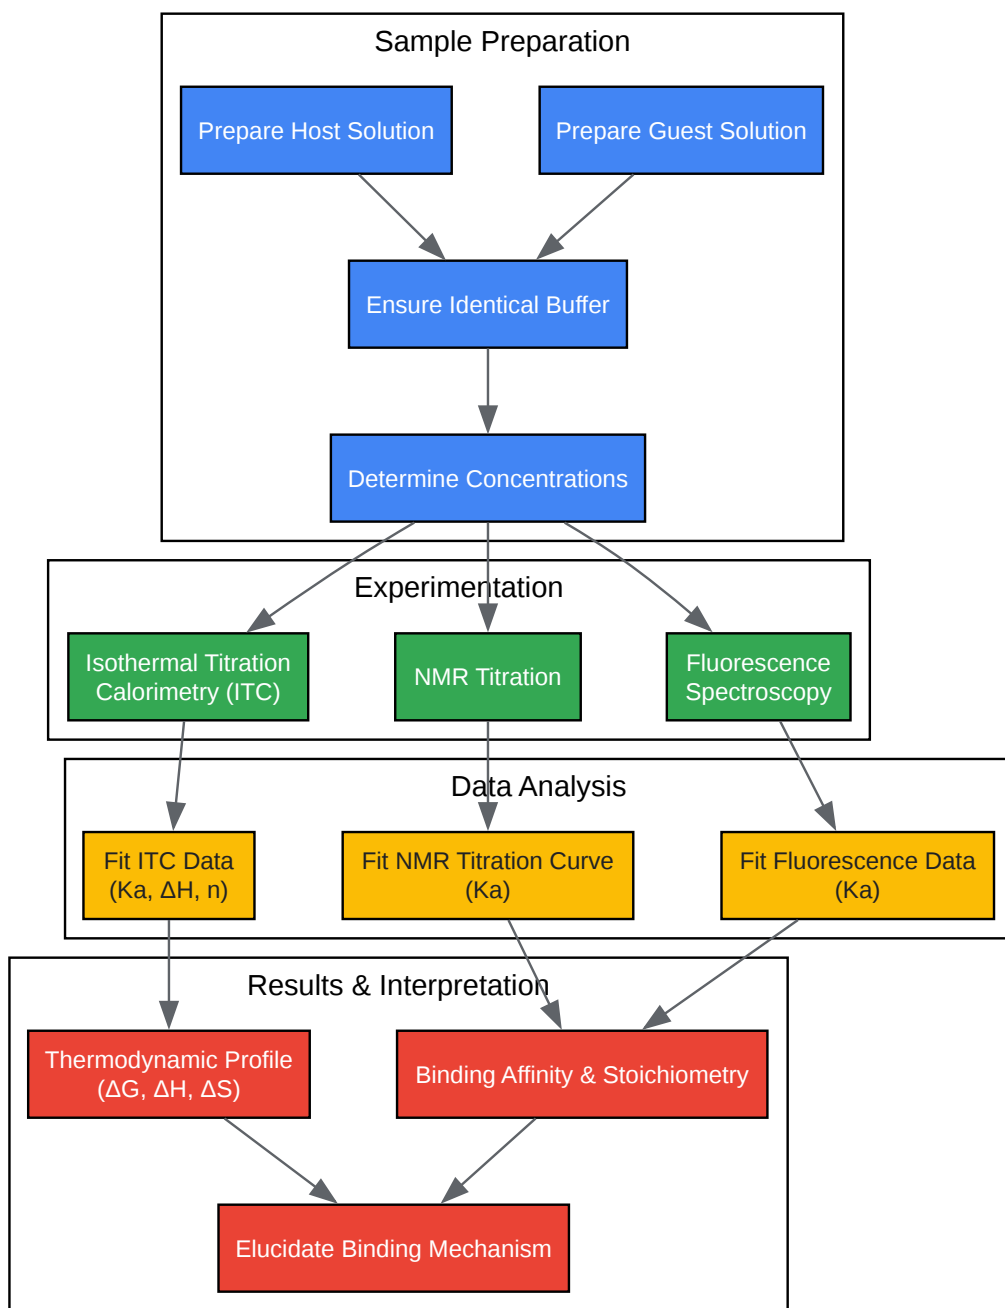 Sample Preparation
Prepare Host Solution
Prepare Guest Solution
Ensure Identical Buffer
Determine Concentrations
Experimentation
Isothermal Titration
Calorimetry (ITC)
NMR Titration
Fluorescence
Spectroscopy
Data Analysis
Fit ITC Data
(Ka, ΔH, n)
Fit NMR Titration Curve
(Ka)
Fit Fluorescence Data
(Ka)
Results & Interpretation
Thermodynamic Profile
(ΔG, ΔH, ΔS)
Binding Affinity & Stoichiometry
Elucidate Binding Mechanism